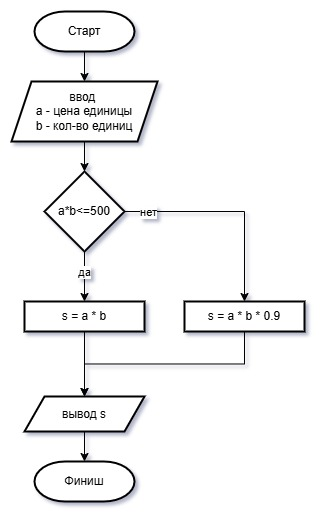 Старт
ввод
a - цена единицы
b - кол-во единиц
a*b<=500
нет
да
s = a * b
s = a * b * 0.9
вывод s
Финиш